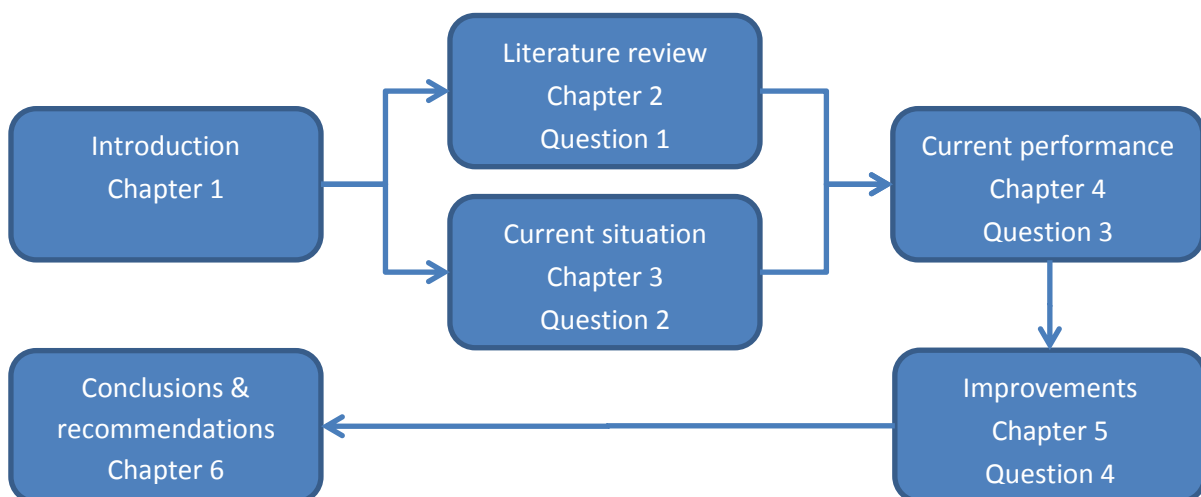 Introduction
Chapter 1
Literature review
Chapter 2
Question 1
Current situation
Chapter 3
Question 2
Current performance
Chapter 4
Question 3
Improvements
Chapter 5
Question 4
Conclusions &
recommendations
Chapter 6